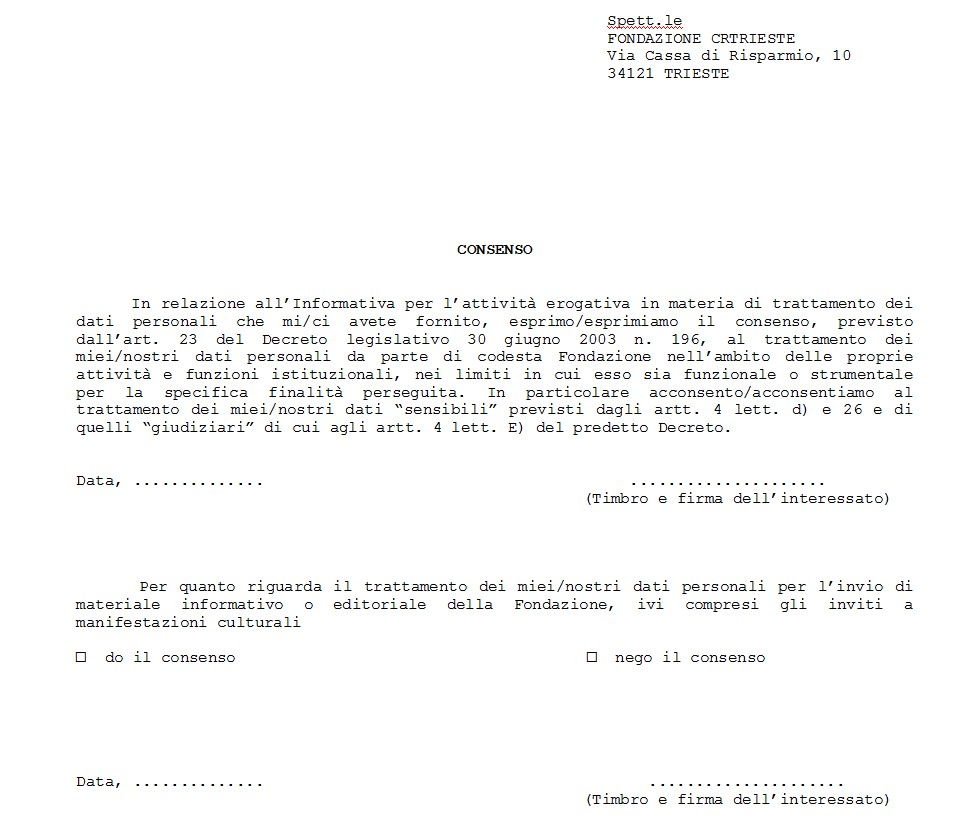 Spett.le
FONDAZIONE CRTRIESTE
Via Cassa di Risparmio, 10
34121 TRIESTE
CONSENSO
In relazione all'Informativa per l'attività erogativa in materia di trattamento dei
dati personali che mi/ci avete fornito, esprimo/esprimiamo il consenso, previsto
dall'art. 23 del Decreto legislativo 30 giugno 2003 n. 196, al trattamento dei
miei/nostri dati personali da parte di codesta Fondazione nell'ambito delle proprie
attività e funzioni istituzionali, nei limiti in cui esso sia funzionale o strumentale
per la specifica finalità perseguita. In particolare acconsento/acconsentiamo al
trattamento dei miei/nostri dati “sensibili” previsti dagli artt. 4 lett. d) e 26 e di
quelli “giudiziari” di cui agli artt. 4 lett. E) del predetto Decreto.
Data, .............. .....................
(Timbro e firma dell'interessato)
Per quanto riguarda il trattamento dei miei/nostri dati personali per l'invio di
materiale informativo o editoriale della Fondazione, ivi compresi gli inviti a
manifestazioni culturali
☐ do il consenso ☐ nego il consenso
Data, .............. .....................
(Timbro e firma dell'interessato)